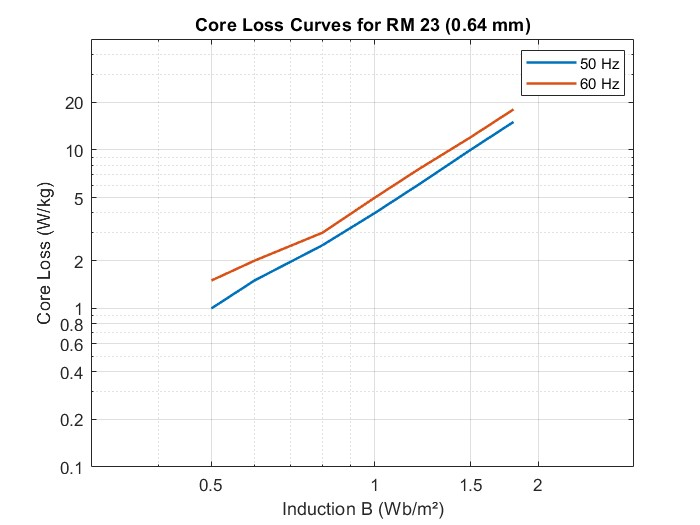 Core Loss Curves for RM 23 (0.64 mm)
50 Hz
60 Hz
Core Loss (W/kg)
20
10
5
2
1
0.8
0.6
0.4
0.2
0.1
0.5
1
1.5
2
Induction B (Wb/m²)